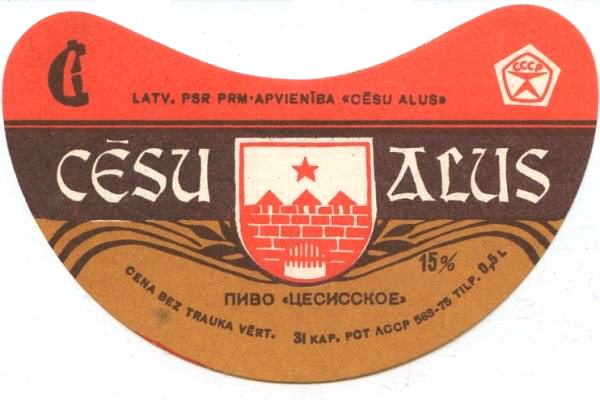 СССР
LATV. PSR PRM·APVIENĪBA «CĒSU ALUS»
CĒSU ALUS
15%
ПИВО «ЦЕСИССКОЕ»
CENA BEZ TRAUKA VĒRT. 31 KAP. РСТ ЛССР 583-75 TILP. 0,5 L